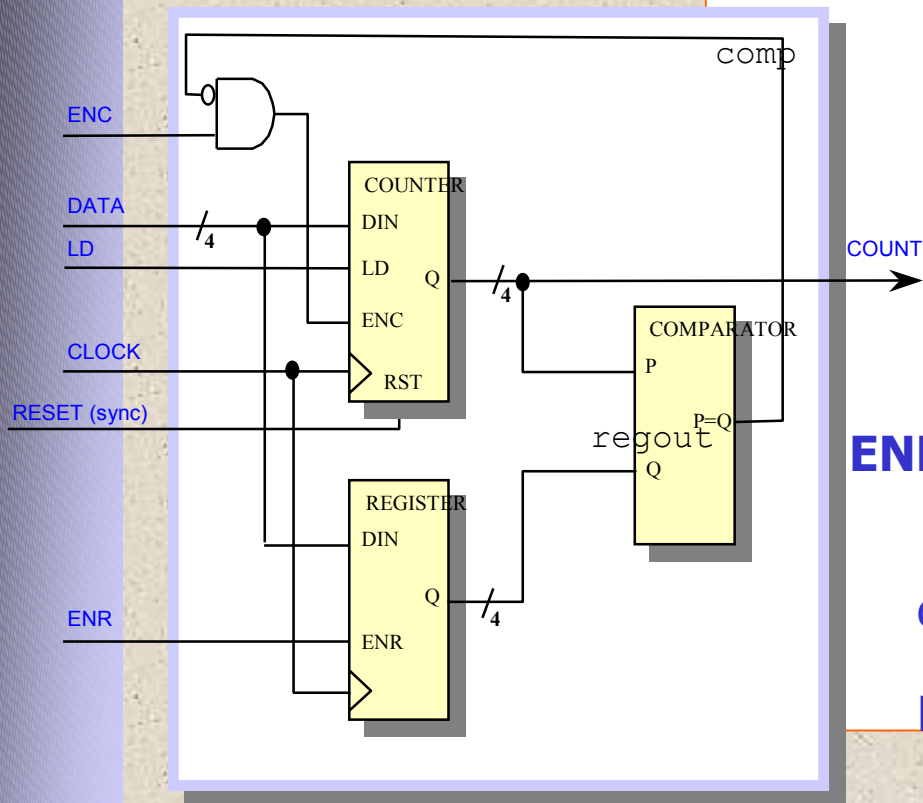 comp
ENC
COUNTER
DATA
DIN
4
LD
LD
Q
4
COUNT
ENC
COMPARATOR
CLOCK
P
RST
RESET (sync)
P=Q
regout
Q
REGISTER
DIN
Q
4
ENR
ENR